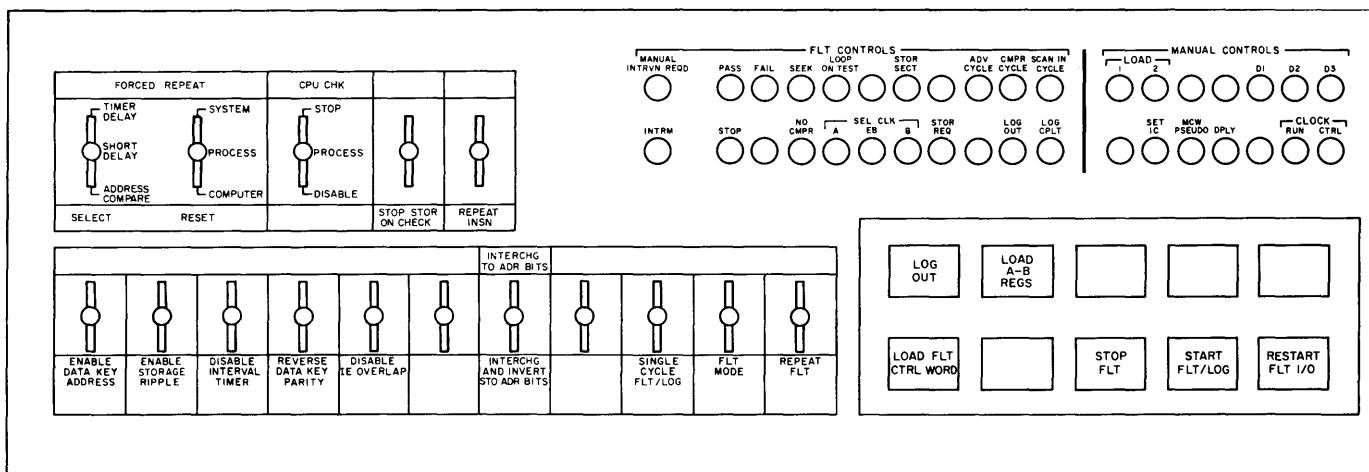 FLT CONTROLS
MANUAL CONTROLS
MANUAL
INTRVN REQD
PASS
FAIL
SEEK
LOOP
ON TEST
STOR
SECT
ADV
CYCLE
CMPR
CYCLE
SCAN IN
CYCLE
LOAD
1
2
D1
D2
D3
INTRM
STOP
NO
CMPR
SEL CLK
A
EB
B
STOR
REQ
LOG
OUT
LOG
CPLT
SET
IC
MCW
PSEUDO
DPLY
CLOCK
RUN
CTRL
FORCED REPEAT
CPU CHK
TIMER
DELAY
SHORT
DELAY
ADDRESS
COMPARE
SYSTEM
PROCESS
COMPUTER
STOP
PROCESS
DISABLE
SELECT
RESET
STOP STOR
ON CHECK
REPEAT
INSN
INTERCHG
TO ADR BITS
ENABLE
DATA KEY
ADDRESS
ENABLE
STORAGE
RIPPLE
DISABLE
INTERVAL
TIMER
REVERSE
DATA KEY
PARITY
DISABLE
IE OVERLAP
INTERCHG
AND INVERT
STO ADR BITS
SINGLE
CYCLE
FLT/LOG
FLT
MODE
REPEAT
FLT
LOG
OUT
LOAD
A-B
REGS
LOAD FLT
CTRL WORD
STOP
FLT
START
FLT/LOG
RESTART
FLT I/O